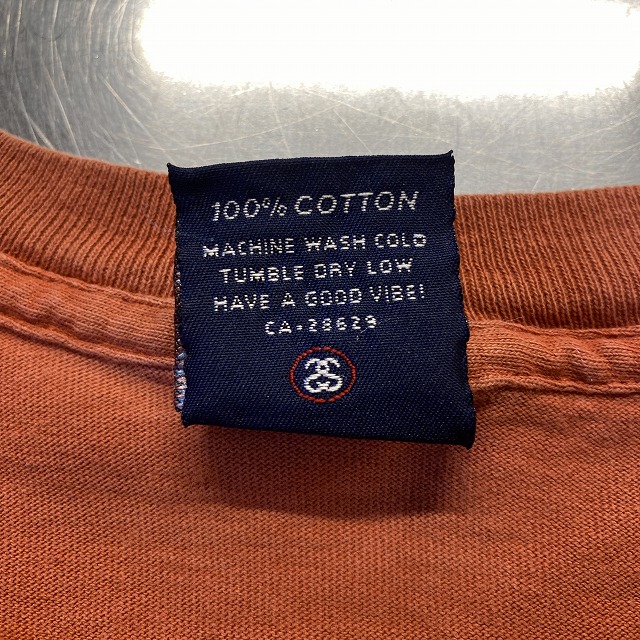 100% COTTON
MACHINE WASH COLD
TUMBLE DRY LOW
HAVE A GOOD VIBE!
CA-28629